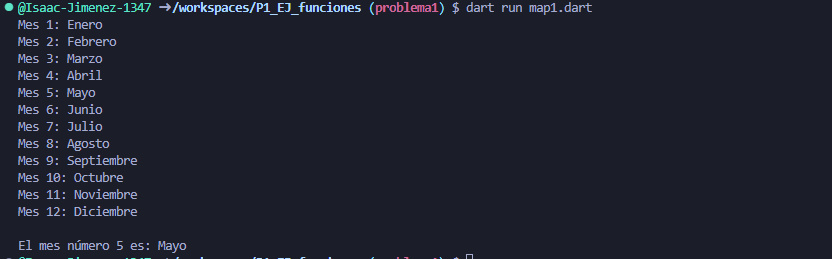 @Isaac-Jimenez-1347 ➜/workspaces/P1_EJ_funciones (problema1) $ dart run map1.dart
Mes 1: Enero
Mes 2: Febrero
Mes 3: Marzo
Mes 4: Abril
Mes 5: Mayo
Mes 6: Junio
Mes 7: Julio
Mes 8: Agosto
Mes 9: Septiembre
Mes 10: Octubre
Mes 11: Noviembre
Mes 12: Diciembre
El mes número 5 es: Mayo